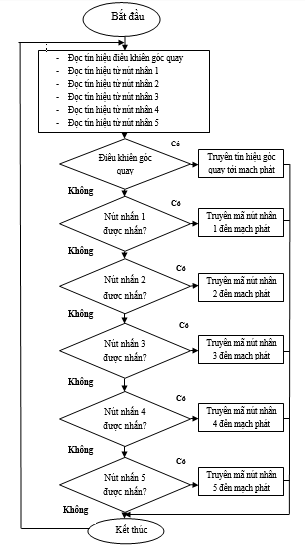 Bắt đầu
- Đọc tín hiệu điều khiển góc quay
- Đọc tín hiệu từ nút nhấn 1
- Đọc tín hiệu từ nút nhấn 2
- Đọc tín hiệu từ nút nhấn 3
- Đọc tín hiệu từ nút nhấn 4
- Đọc tín hiệu từ nút nhấn 5
Có
Điều khiển góc
quay
Truyền tín hiệu góc
quay tới mạch phát
Không
Có
Nút nhấn 1
được nhấn?
Truyền mã nút nhấn
1 đến mạch phát
Không
Có
Nút nhấn 2
được nhấn?
Truyền mã nút nhấn
2 đến mạch phát
Không
Có
Nút nhấn 3
được nhấn?
Truyền mã nút nhấn
3 đến mạch phát
Không
Có
Nút nhấn 4
được nhấn?
Truyền mã nút nhấn
4 đến mạch phát
Không
Có
Nút nhấn 5
được nhấn?
Truyền mã nút nhấn
5 đến mạch phát
Không
Kết thúc